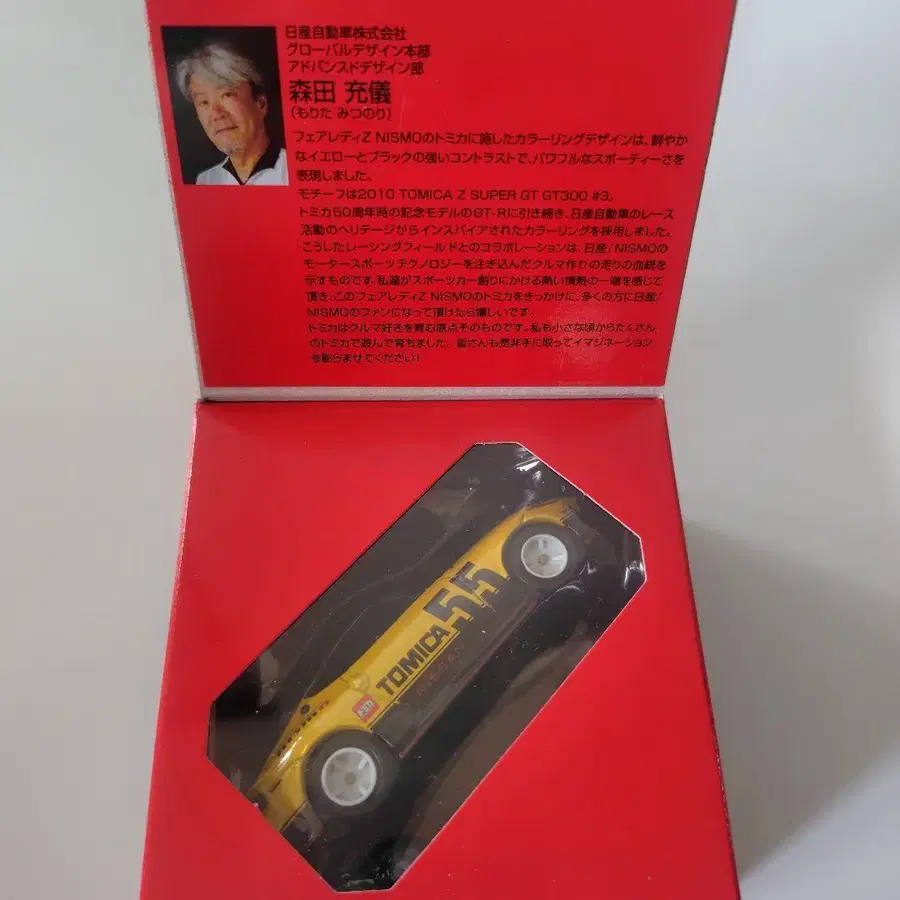 日産自動車株式会社
グローバルデザイン本部
アドバンスドデザイン部
森田 充儀
(もりた みつのり)
フェアレディZ NISMOのトミカに施したカラーリングデザインは、鮮やか
なイエローとブラックの強いコントラストで、パワフルなスポーティーさを
表現しました。
モチーフは2010 TOMICA Z SUPER GT GT300 #3。
トミカ50周年時の記念モデルのGT-Rに引き続き、日産自動車のレース
活動のヘリテージからインスパイアされたカラーリングを採用しました。
こうしたレーシングフィールドとのコラボレーションは、日産/NISMOの
モータースポーツテクノロジーを注ぎ込んだクルマ作りの走りの血統を
示すものです。私達がスポーツカー創りにかける熱い情熱の一端を感じて
頂き、このフェアレディZ NISMOのトミカをきっかけに、多くの方に日産/
NISMOのファンになって頂けたら嬉しいです。
トミカはクルマ好きを育む原点そのものです。私も小さな頃からたくさん
のトミカで遊んで育ちました。皆さんも是非手に取ってイマジネーション
を膨らませてください!
TOMICA 55
NISSAN
トミカ